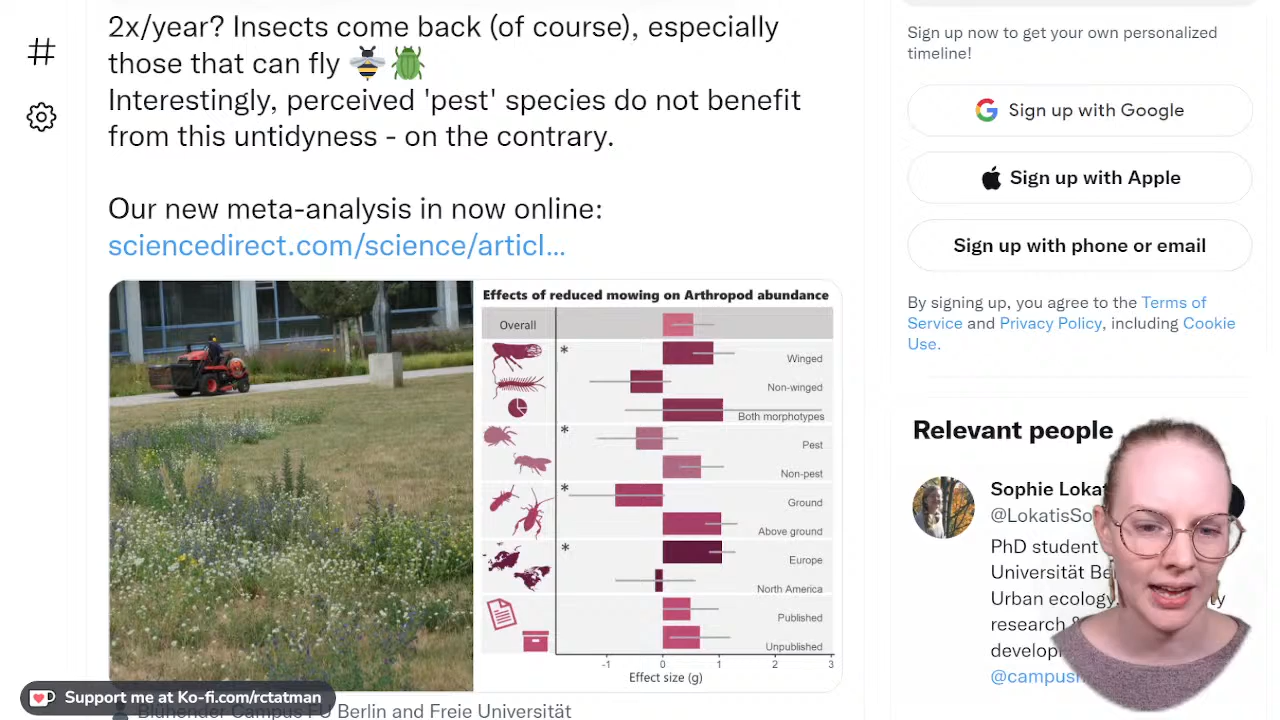 2x/year? Insects come back (of course), especially
those that can fly
Interestingly, perceived 'pest' species do not benefit
from this untidyness - on the contrary.
Our new meta-analysis in now online:
sciencedirect.com/science/articl...
Effects of reduced mowing on Arthropod abundance
Overall
*
Winged
Non-winged
Both morphotypes
*
Pest
Non-pest
*
Ground
Above ground
*
Europe
North America
Published
Unpublished
-1 0 1 2 3
Effect size (g)
Support me at Ko-fi.com/rctatman
Blühender Campus FU Berlin and Freie Universität
Sign up now to get your own personalized
timeline!
Sign up with Google
Sign up with Apple
Sign up with phone or email
By signing up, you agree to the Terms of
Service and Privacy Policy, including Cookie
Use.
Relevant people
Sophie
@LokatisSo
PhD student
Universität
Urban ecology
research